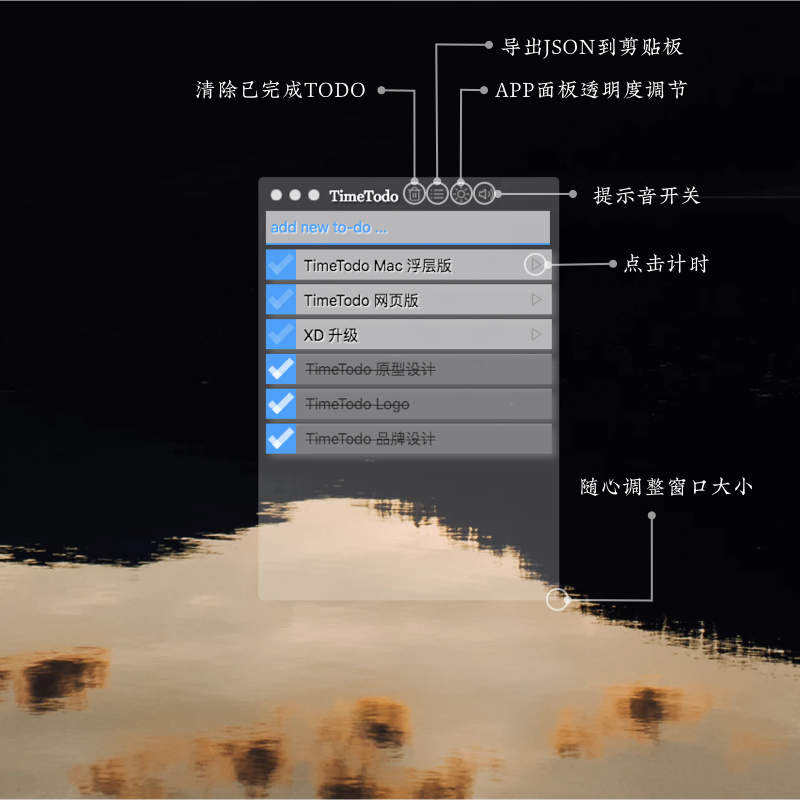 导出JSON到剪贴板
清除已完成TODO
APP面板透明度调节
TimeTodo
提示音开关
add new to-do ...
TimeTodo Mac 浮层版
点击计时
TimeTodo 网页版
XD 升级
TimeTodo 原型设计
TimeTodo Logo
TimeTodo 品牌设计
随心调整窗口大小